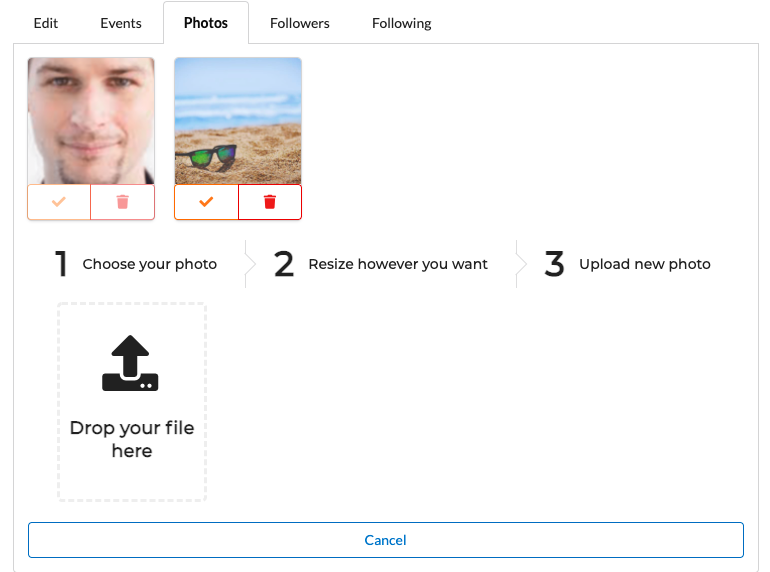 Edit Events Photos Followers Following
1 Choose your photo 2 Resize however you want 3 Upload new photo
Drop your file
here
Cancel